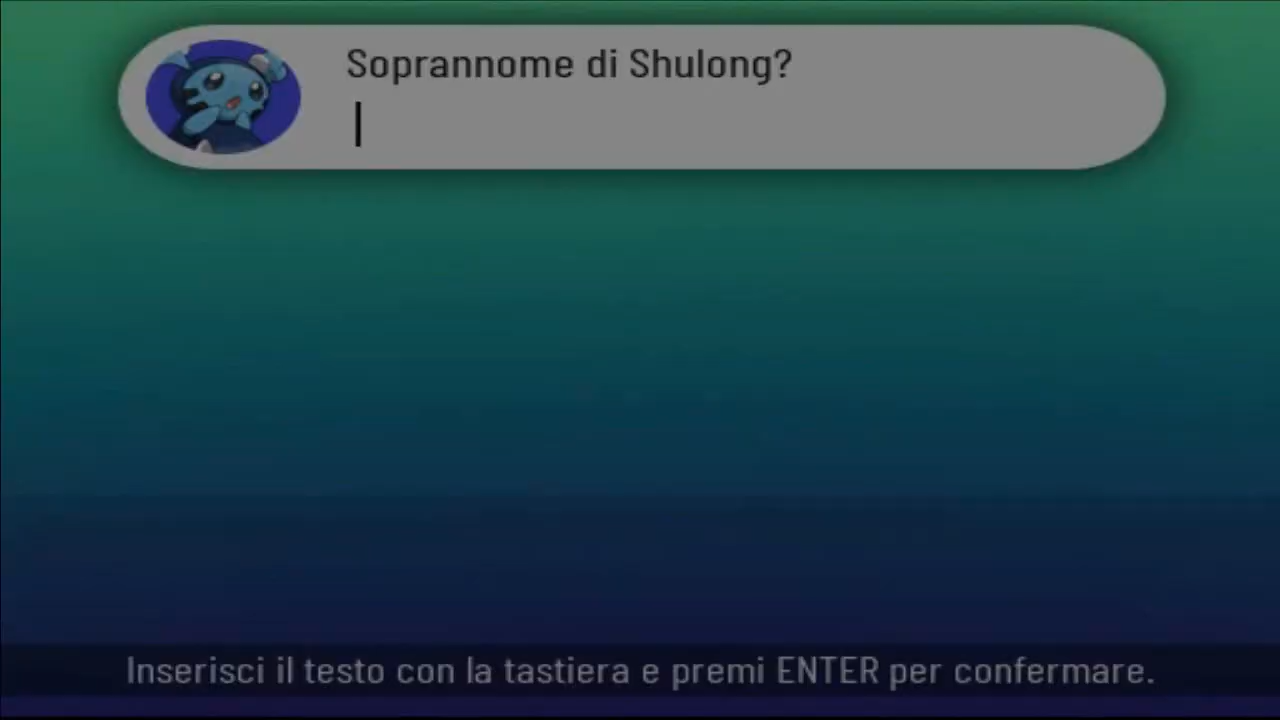 Soprannome di Shulong?
Inserisci il testo con la tastiera e premi ENTER per confermare.